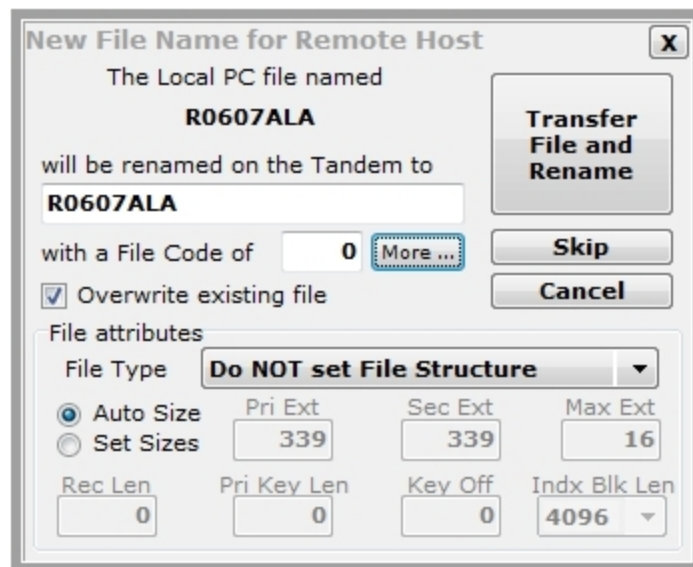 New File Name for Remote Host
X
The Local PC file named
R0607ALA
Transfer
File and
Rename
will be renamed on the Tandem to
R0607ALA
with a File Code of 0 More ...
Skip
Overwrite existing file
Cancel
File attributes
File Type Do NOT set File Structure
Auto Size
Set Sizes
Pri Ext Sec Ext Max Ext
339 339 16
Rec Len Pri Key Len Key Off Indx Blk Len
0 0 0 4096